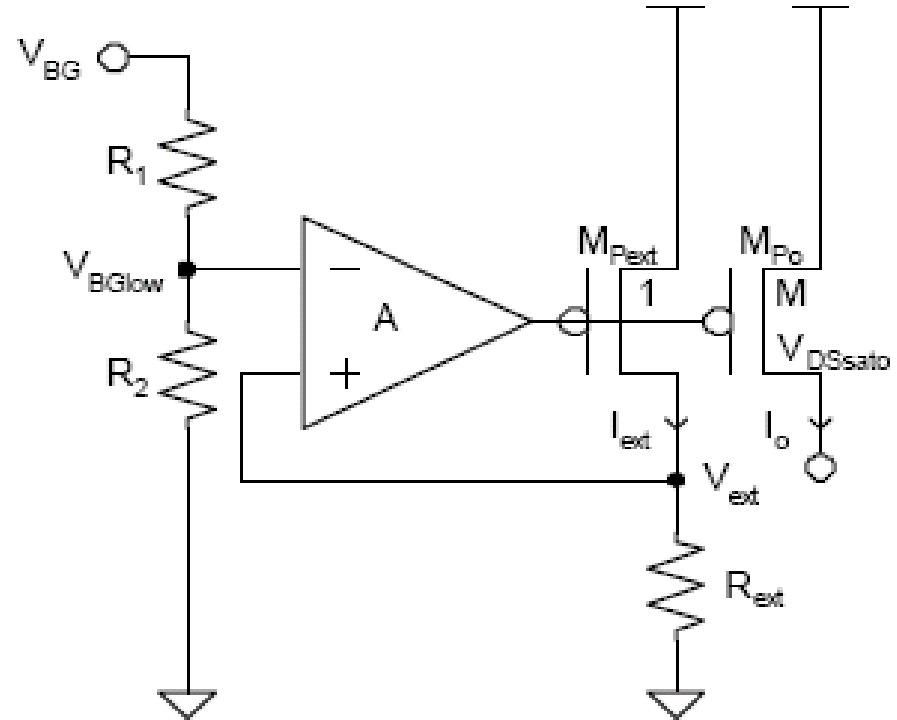 V_BG
R_1
V_BGlow
R_2
−
A
+
M_Pext
1
M_Po
M
V_DSsato
I_ext
I_o
V_ext
R_ext